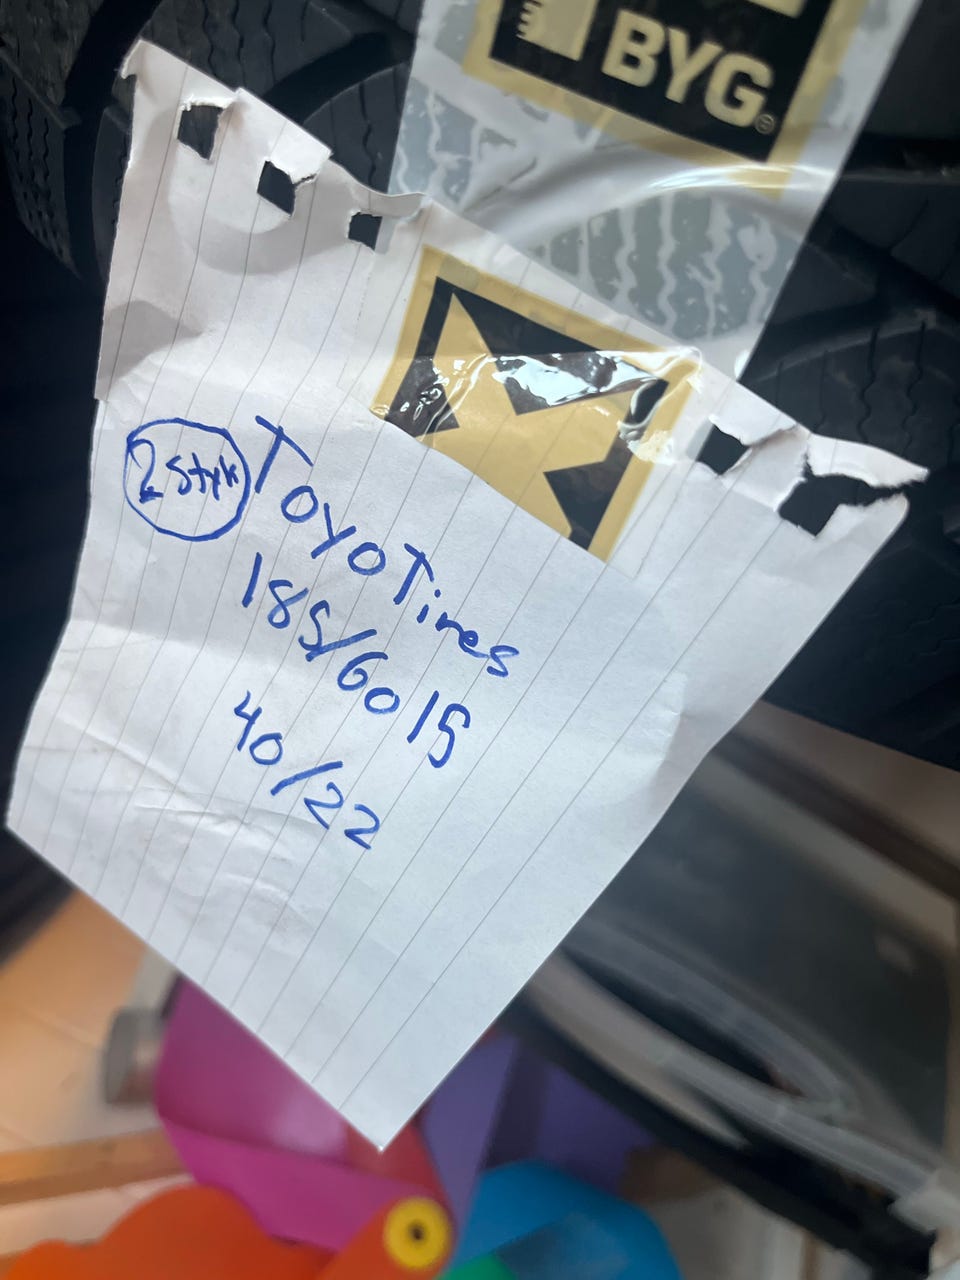 BYG®
2 Styk
Toyo Tires
185/60 15
40/22